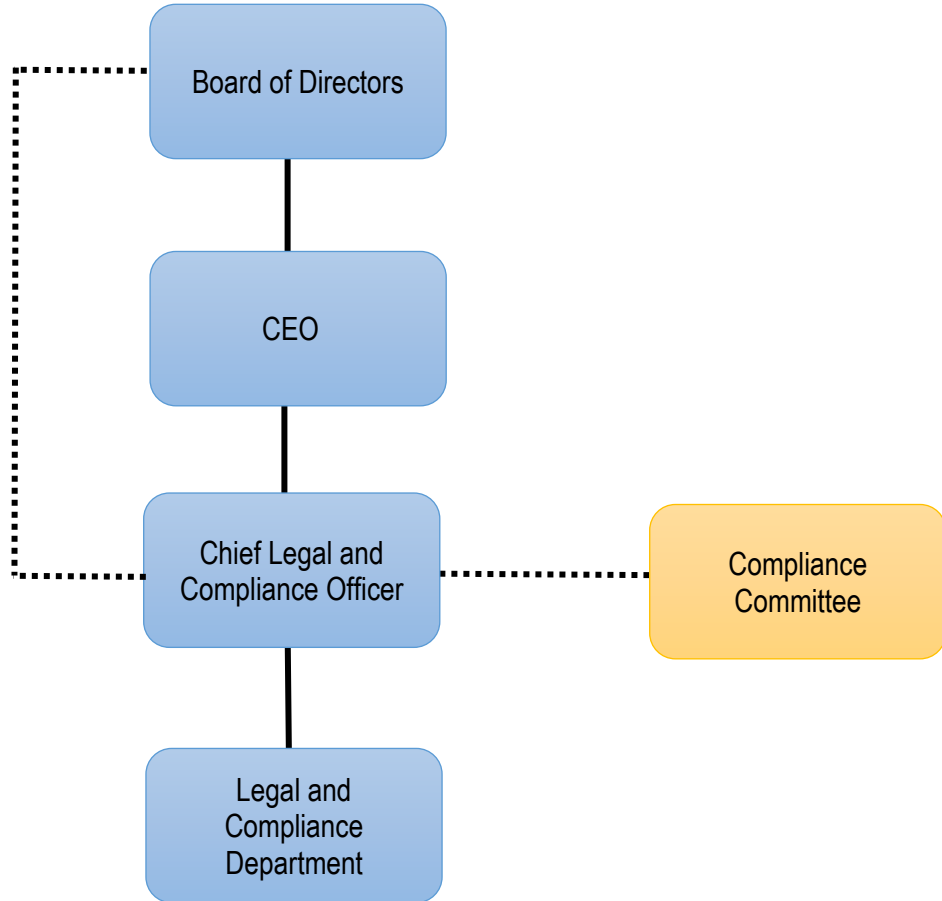 Board of Directors
CEO
Chief Legal and
Compliance Officer
Compliance
Committee
Legal and
Compliance
Department